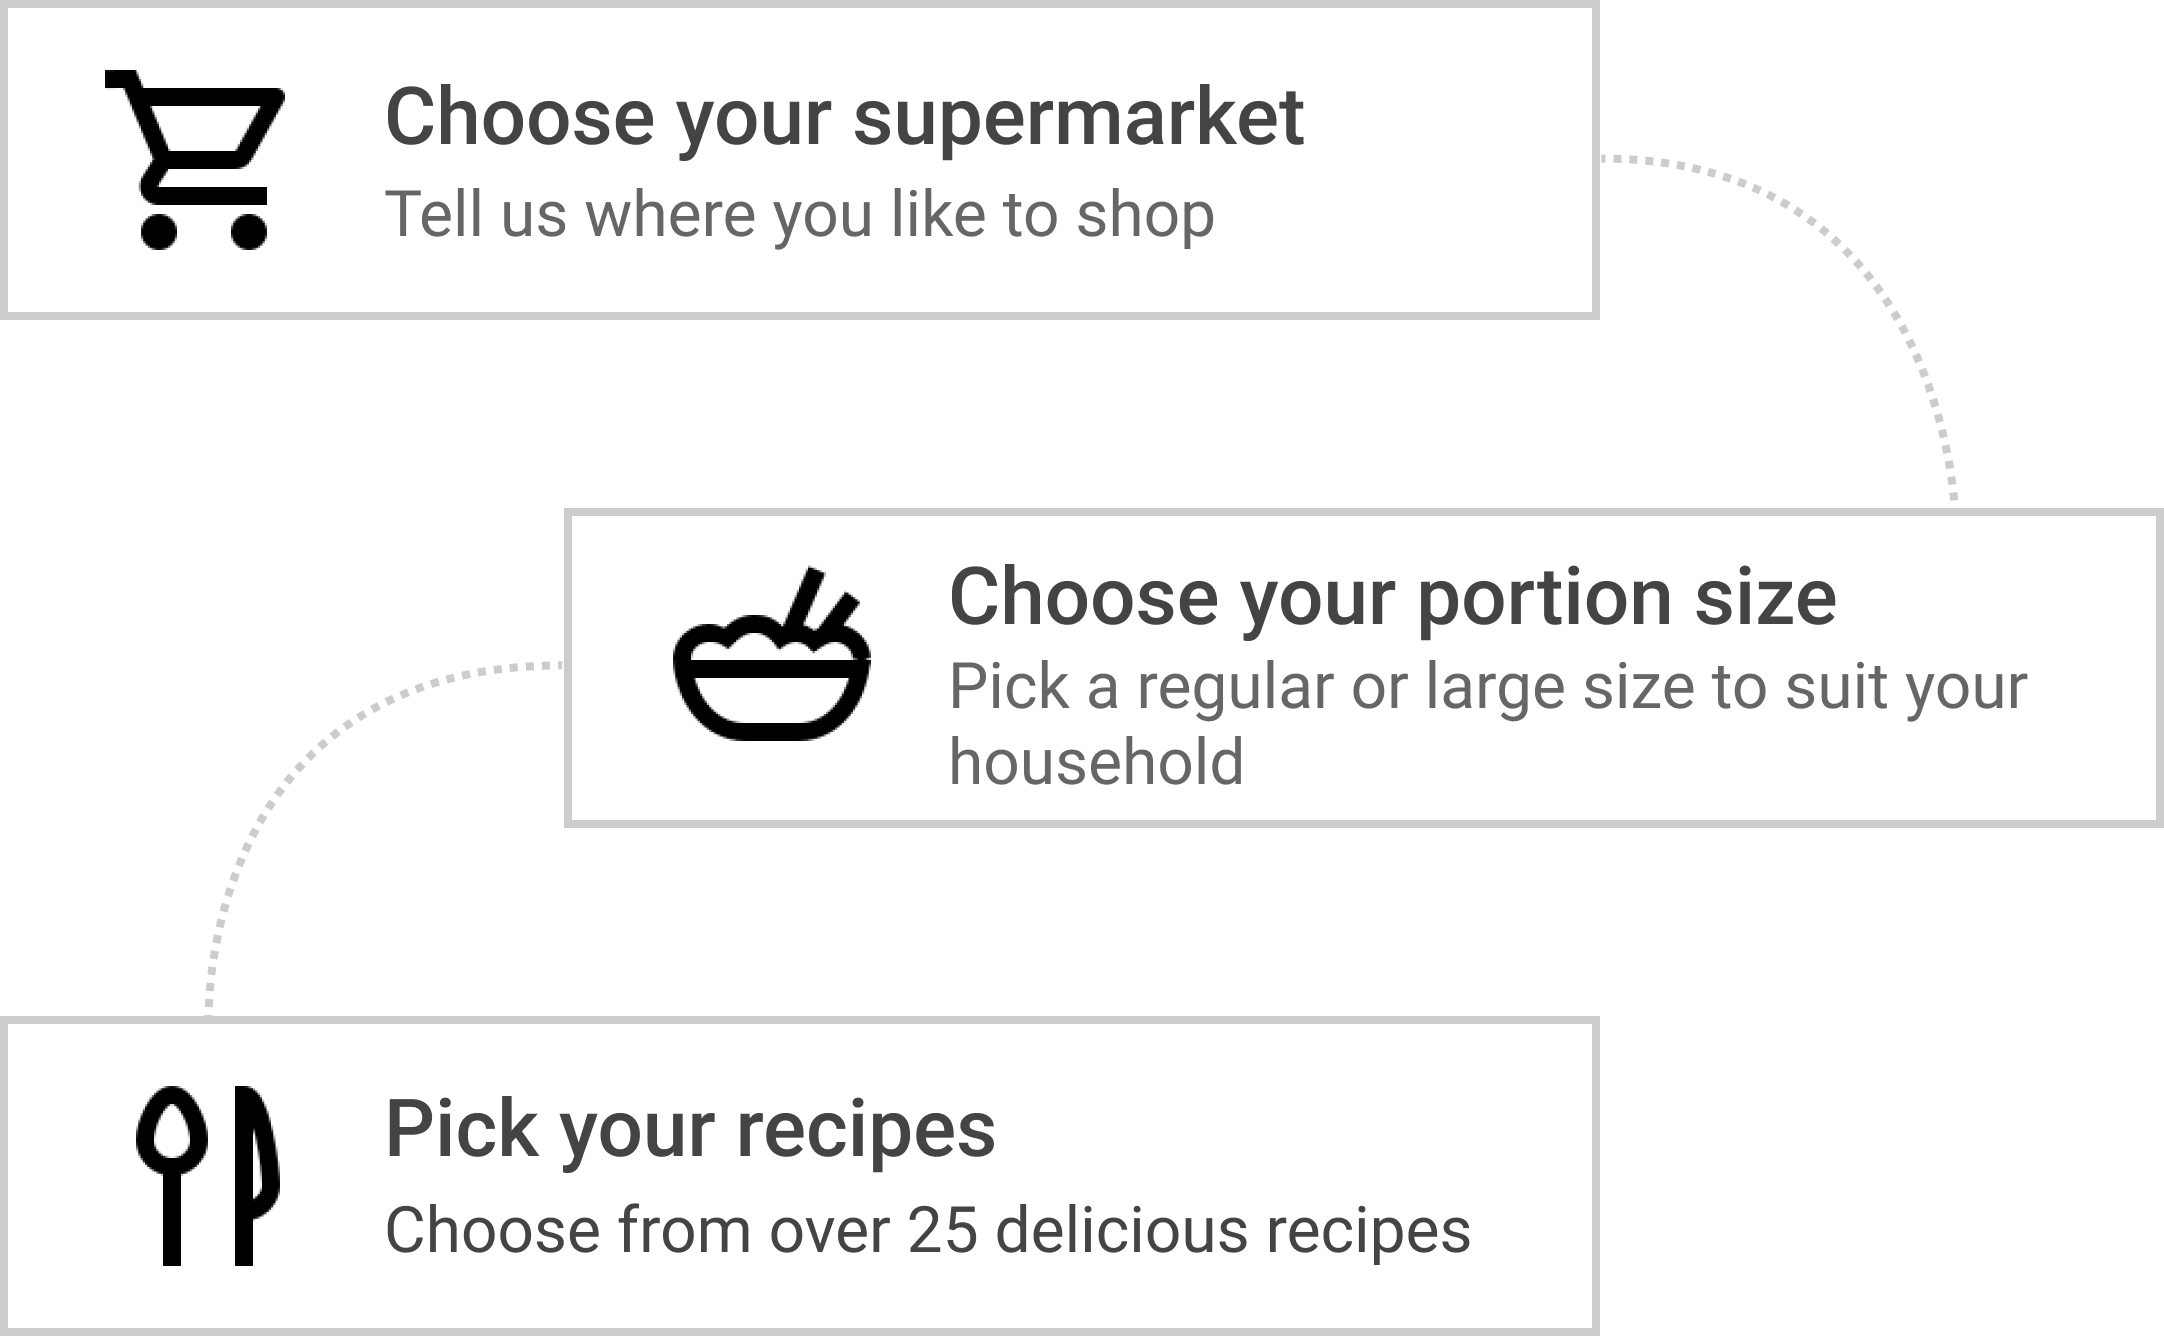 Choose your supermarket
Tell us where you like to shop
Choose your portion size
Pick a regular or large size to suit your
household
Pick your recipes
Choose from over 25 delicious recipes